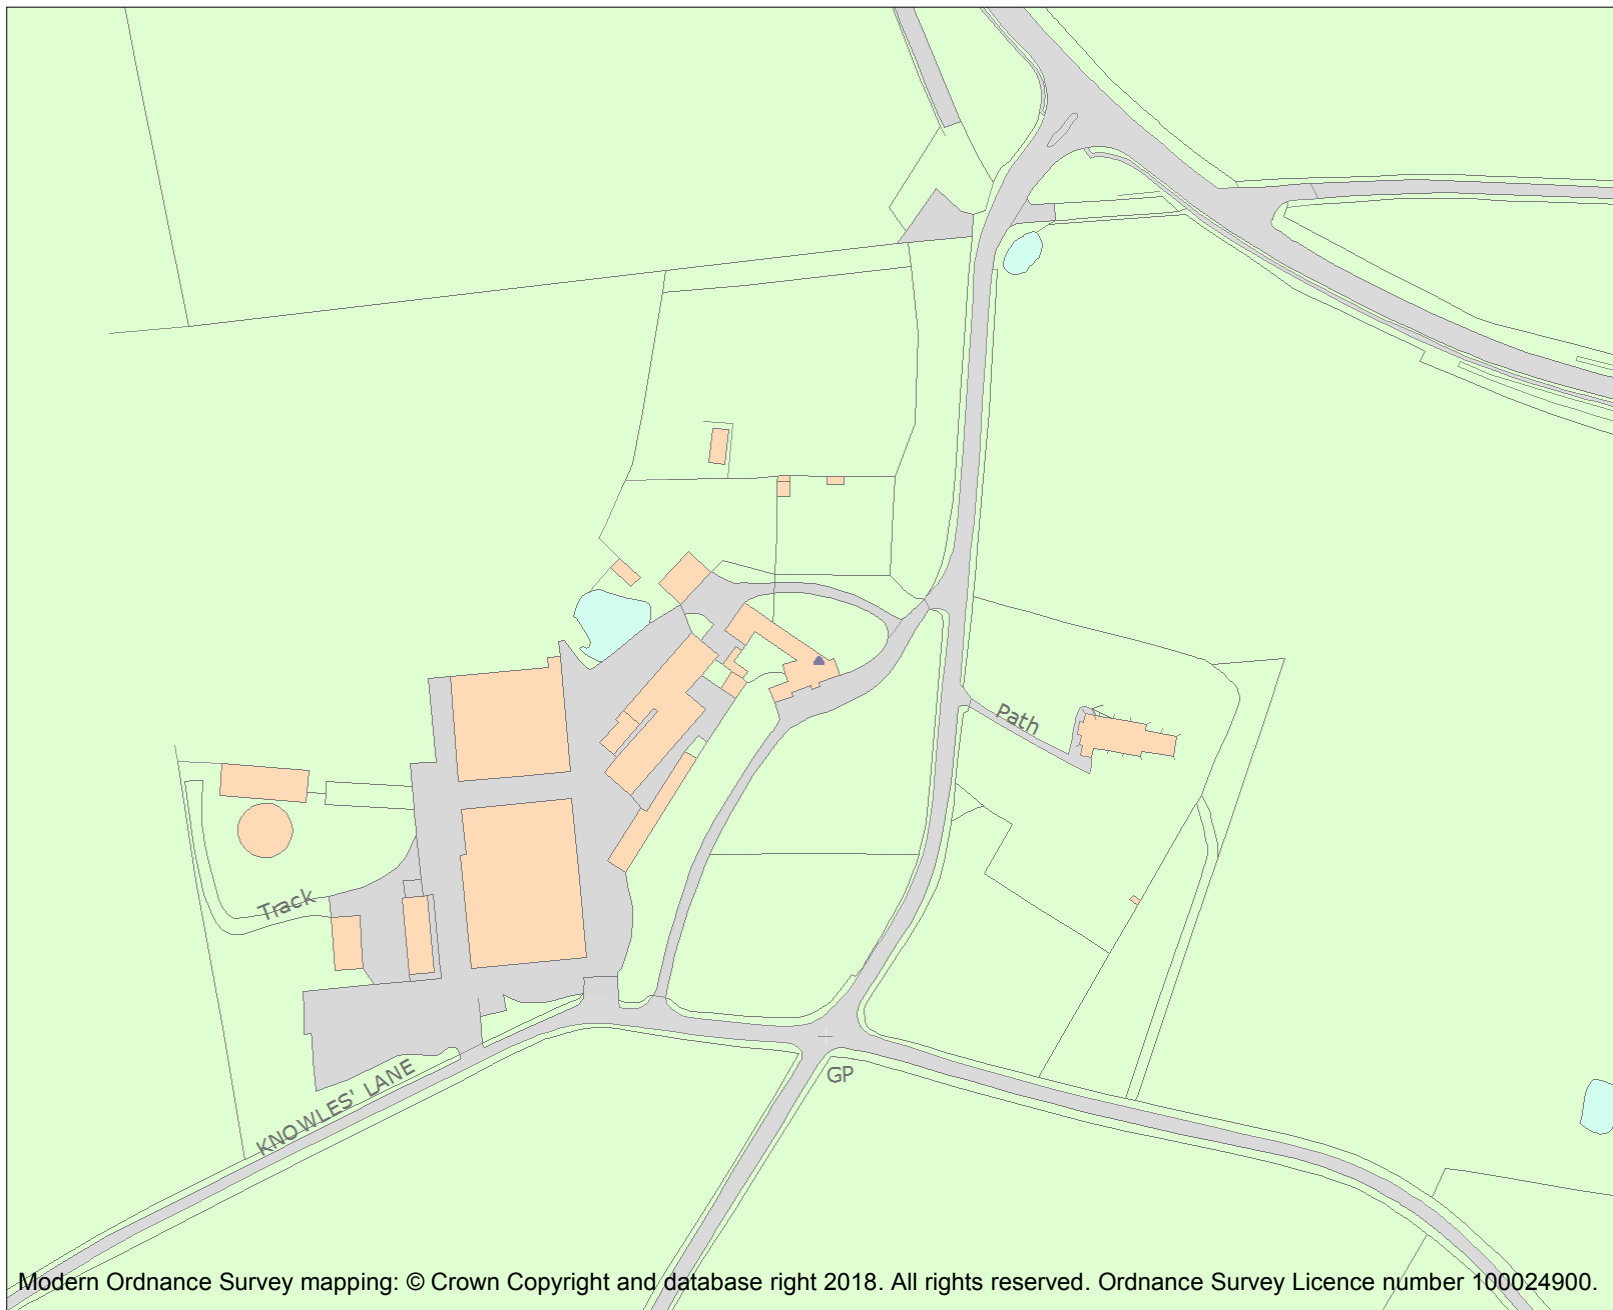 Path
Track
KNOWLES' LANE
GP
Modern Ordnance Survey mapping: © Crown Copyright and database right 2018. All rights reserved. Ordnance Survey Licence number 100024900.